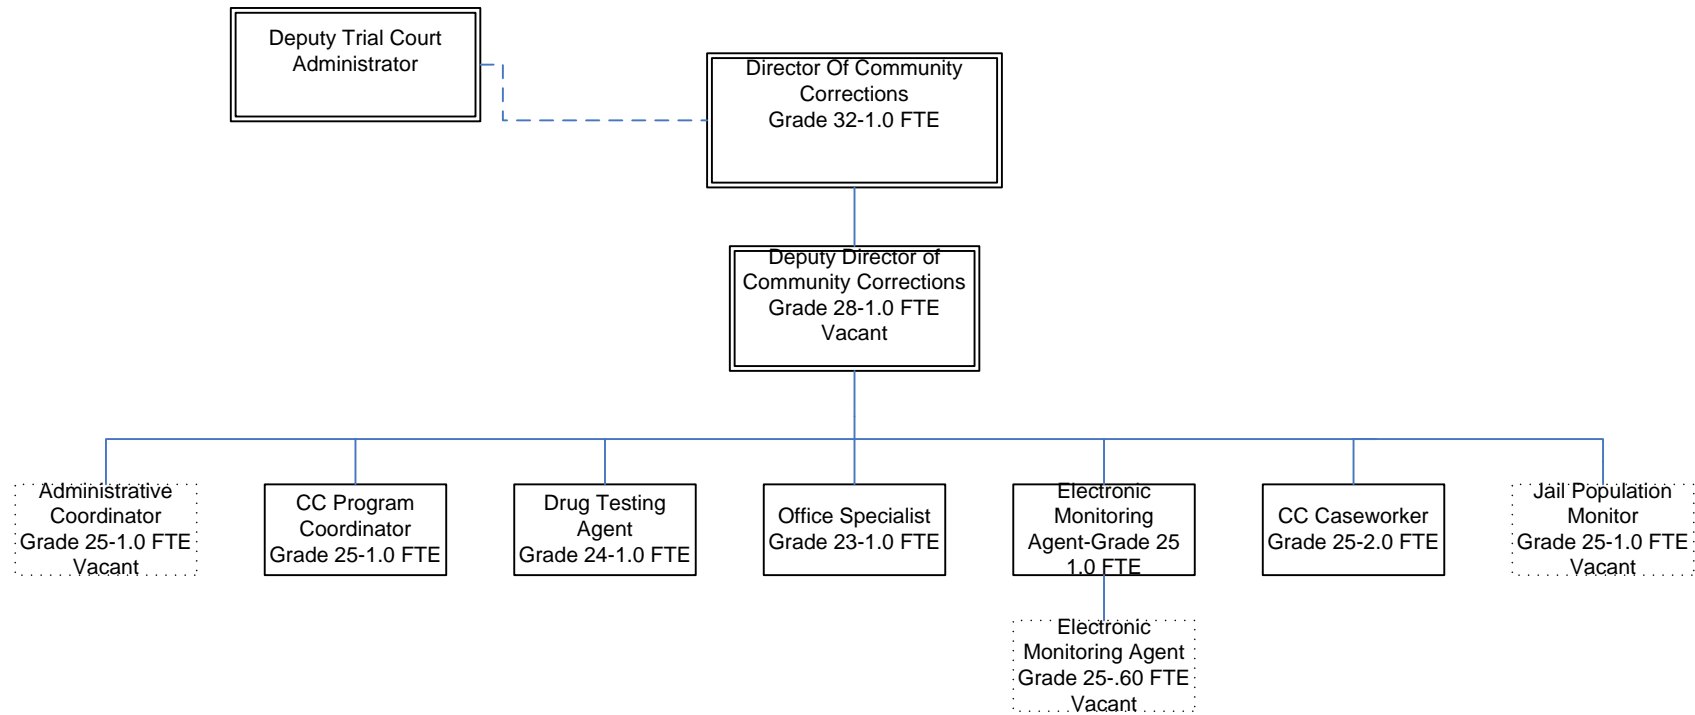 Deputy Trial Court
Administrator
Director Of Community
Corrections
Grade 32-1.0 FTE
Deputy Director of
Community Corrections
Grade 28-1.0 FTE
Vacant
Administrative
Coordinator
Grade 25-1.0 FTE
Vacant
CC Program
Coordinator
Grade 25-1.0 FTE
Drug Testing
Agent
Grade 24-1.0 FTE
Office Specialist
Grade 23-1.0 FTE
Electronic
Monitoring
Agent-Grade 25
1.0 FTE
CC Caseworker
Grade 25-2.0 FTE
Jail Population
Monitor
Grade 25-1.0 FTE
Vacant
Electronic
Monitoring Agent
Grade 25-.60 FTE
Vacant